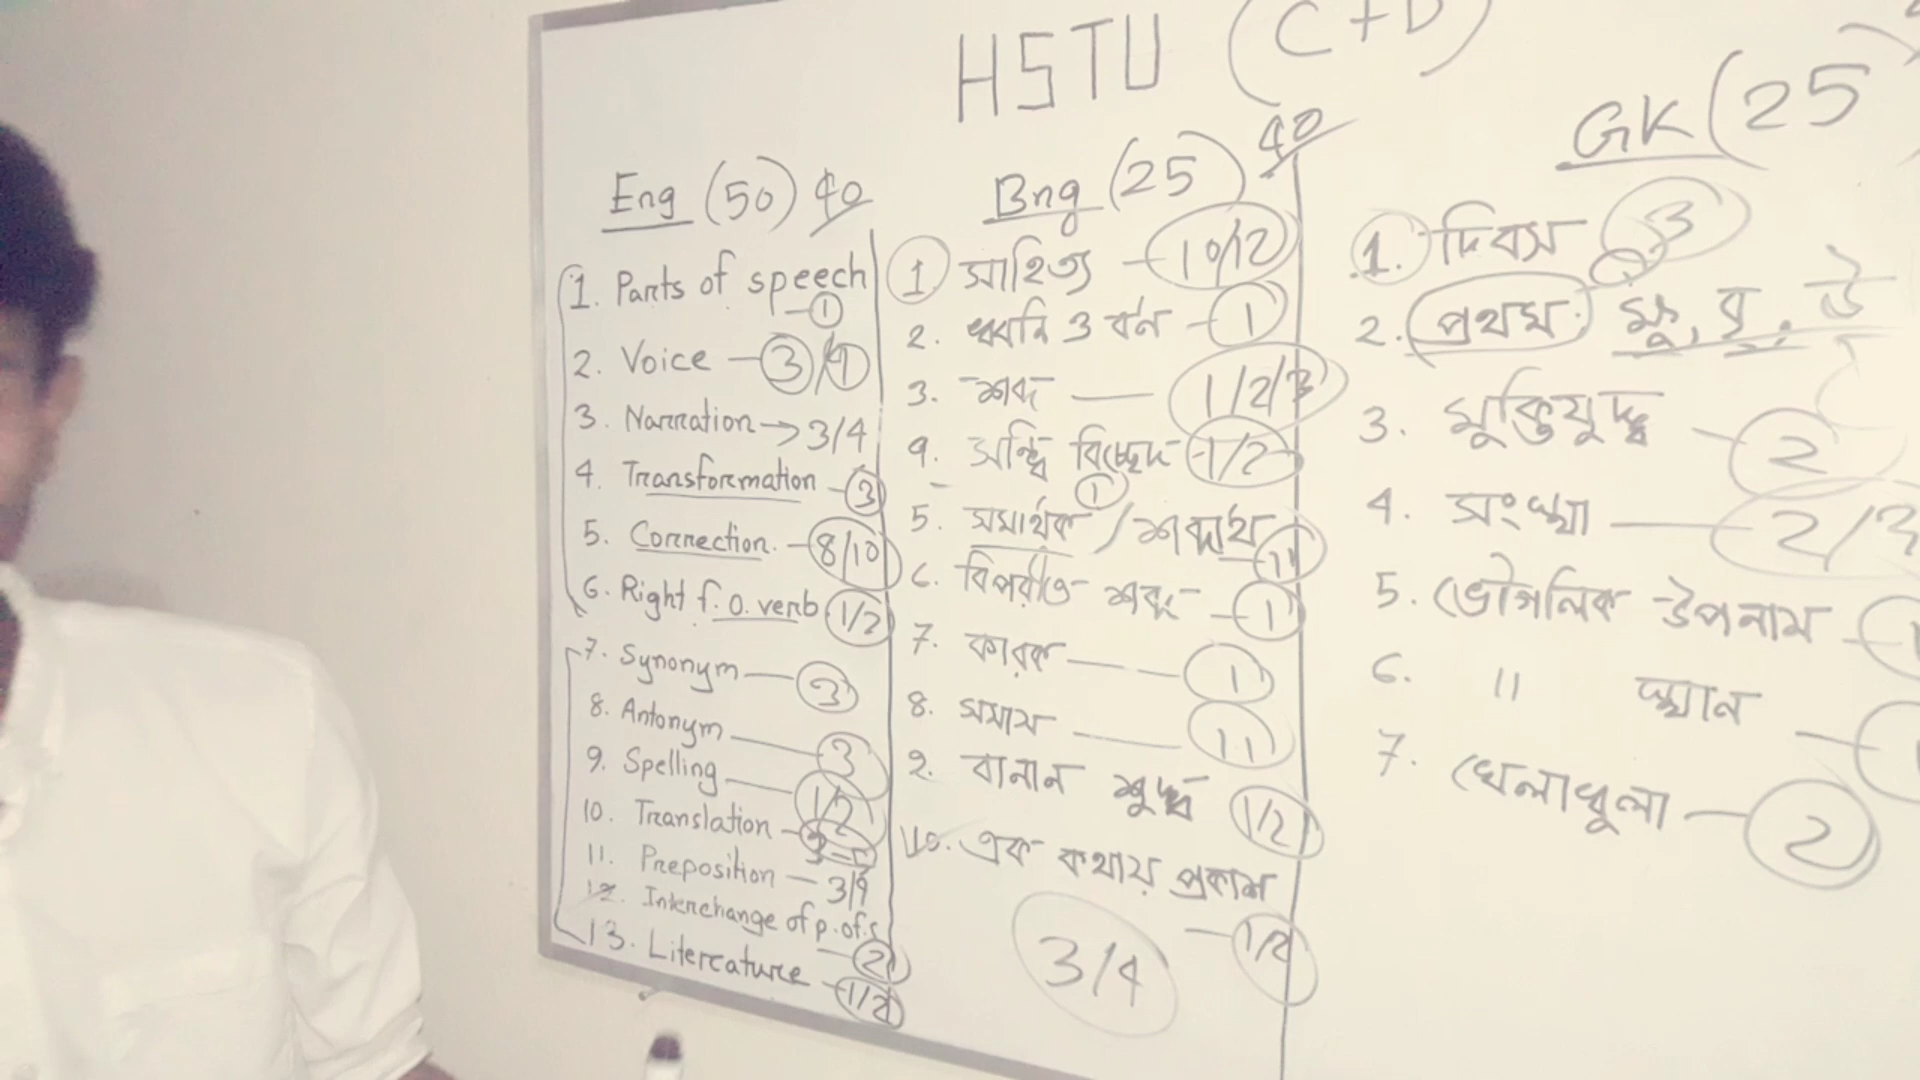 HSTU (C+D)
Eng (50) 40
1. Parts of speech
- 1
2. Voice - 3/4
3. Narration → 3/4
4. Transformation - 3
5. Correction. - 8/10
6. Right f. o. verb 1/2
7. Synonym - 3
8. Antonym - 3
9. Spelling - 1/2
10. Translation -
11. Preposition - 3/4
12. Interchange of p. of. s
- 2
13. Literature - 1/2
Bng (25) 40
1 সাহিত্য - 10/12
2. ধ্বনি ও বর্ন - 1
3. শব্দ - 1/2/3
4. সন্ধি বিচ্ছেদ - 1/2
1
5. সমার্থক / শব্দার্থ
6. বিপরীত শব্দ - 1
7. কারক - 1
8. সমাস -
9. বানান শুদ্ধ 1/2
10. এক কথায় প্রকাশ
- 1/2
3/4
GK (25
1. দিবস 3
2. প্রথম. ক্ষু, বৃ, উ
3. মুক্তিযুদ্ধ - 2
4. সংখ্যা - 2/3
5. ভৌগলিক উপনাম - 1
6. " স্থান -
7. খেলাধুলা - 2